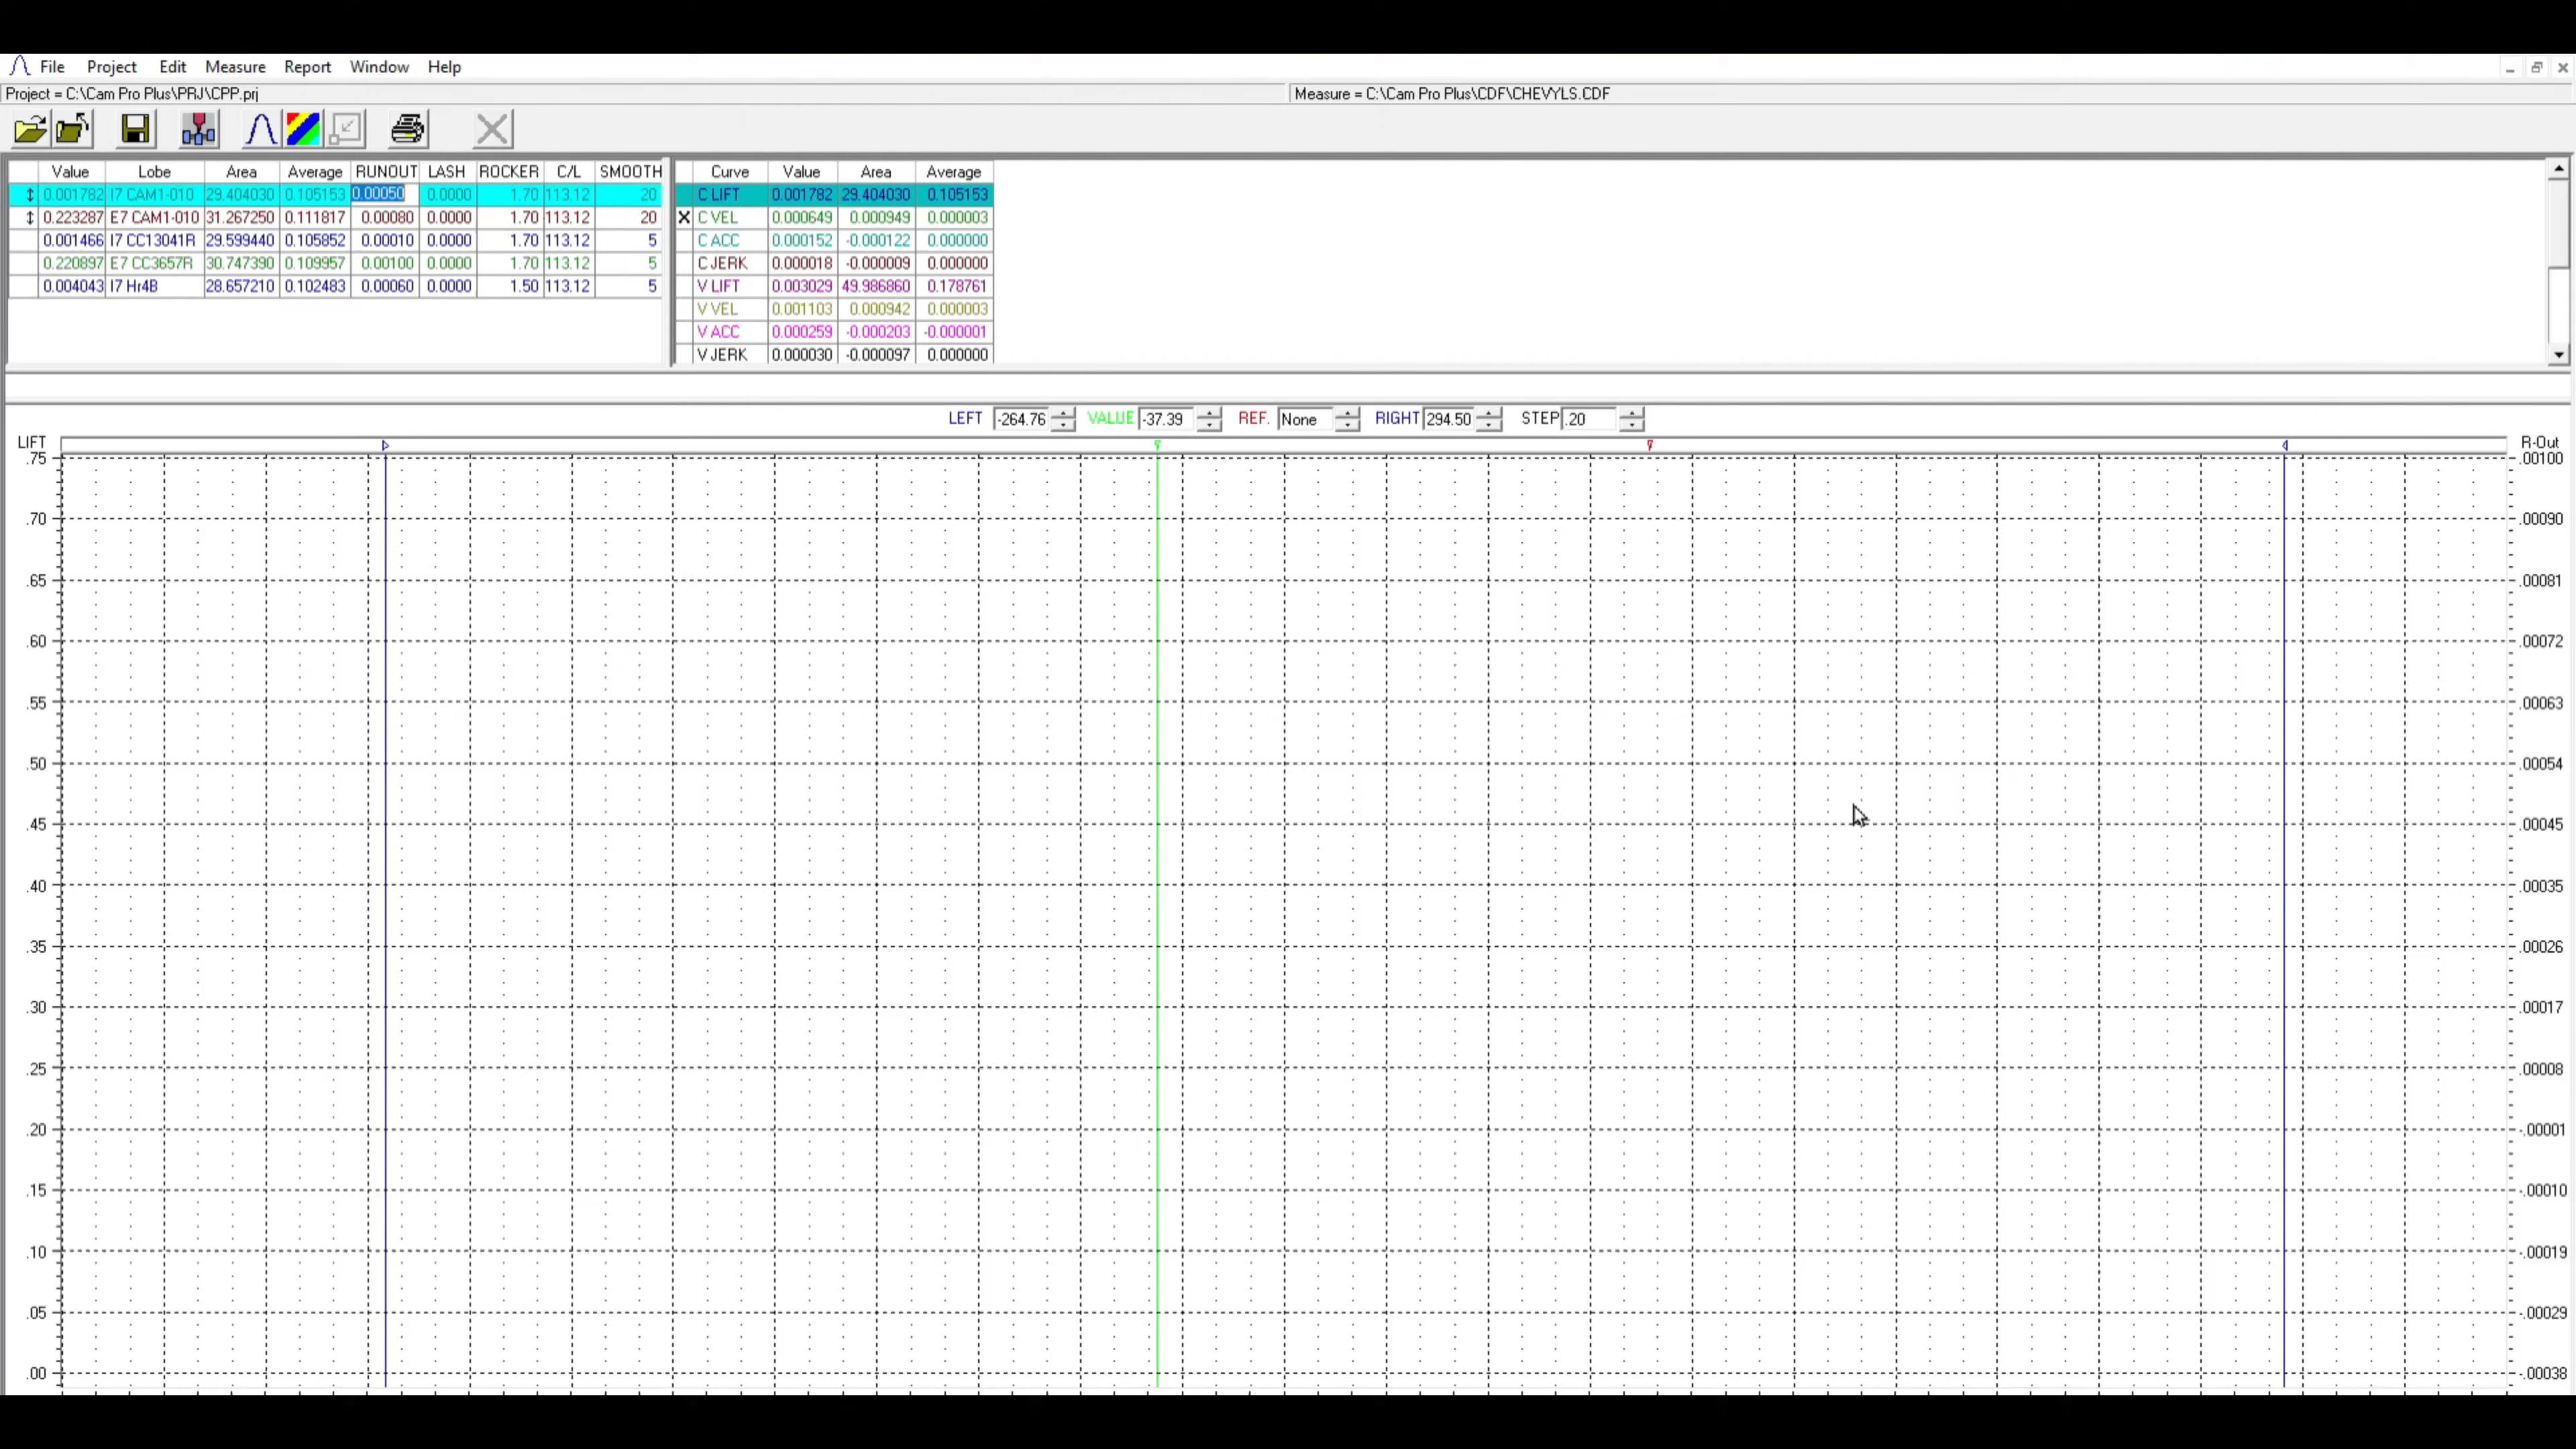 File Project Edit Measure Report Window Help
Project = C:\Cam Pro Plus\PRJ\CPP.prj Measure = C:\Cam Pro Plus\CDF\CHEVYLS.CDF
Value Lobe Area Average RUNOUT LASH ROCKER C/L SMOOTH
0.001782 I7 CAM1-010 29.404030 0.105153 0.00050 0.0000 1.70 113.12 20
0.223287 E7 CAM1-010 31.267250 0.111817 0.00080 0.0000 1.70 113.12 20
0.001466 I7 CC13041R 29.599440 0.105852 0.00010 0.0000 1.70 113.12 5
0.220897 E7 CC3657R 30.747390 0.109957 0.00100 0.0000 1.70 113.12 5
0.004043 I7 Hr4B 28.657210 0.102483 0.00060 0.0000 1.50 113.12 5
Curve Value Area Average
C LIFT 0.001782 29.404030 0.105153
X C VEL 0.000649 0.000949 0.000003
C ACC 0.000152 -0.000122 0.000000
C JERK 0.000018 -0.000009 0.000000
V LIFT 0.003029 49.986860 0.178761
V VEL 0.001103 0.000942 0.000003
V ACC 0.000259 -0.000203 -0.000001
V JERK 0.000030 -0.000097 0.000000
LEFT -264.76 VALUE -37.39 REF. None RIGHT 294.50 STEP .20
LIFT R-Out
.75 .00100
.70 .00090
.65 .00081
.60 .00072
.55 .00063
.50 .00054
.45 .00045
.40 .00035
.35 .00026
.30 .00017
.25 .00008
.20 -.00001
.15 -.00010
.10 -.00019
.05 -.00029
.00 -.00038